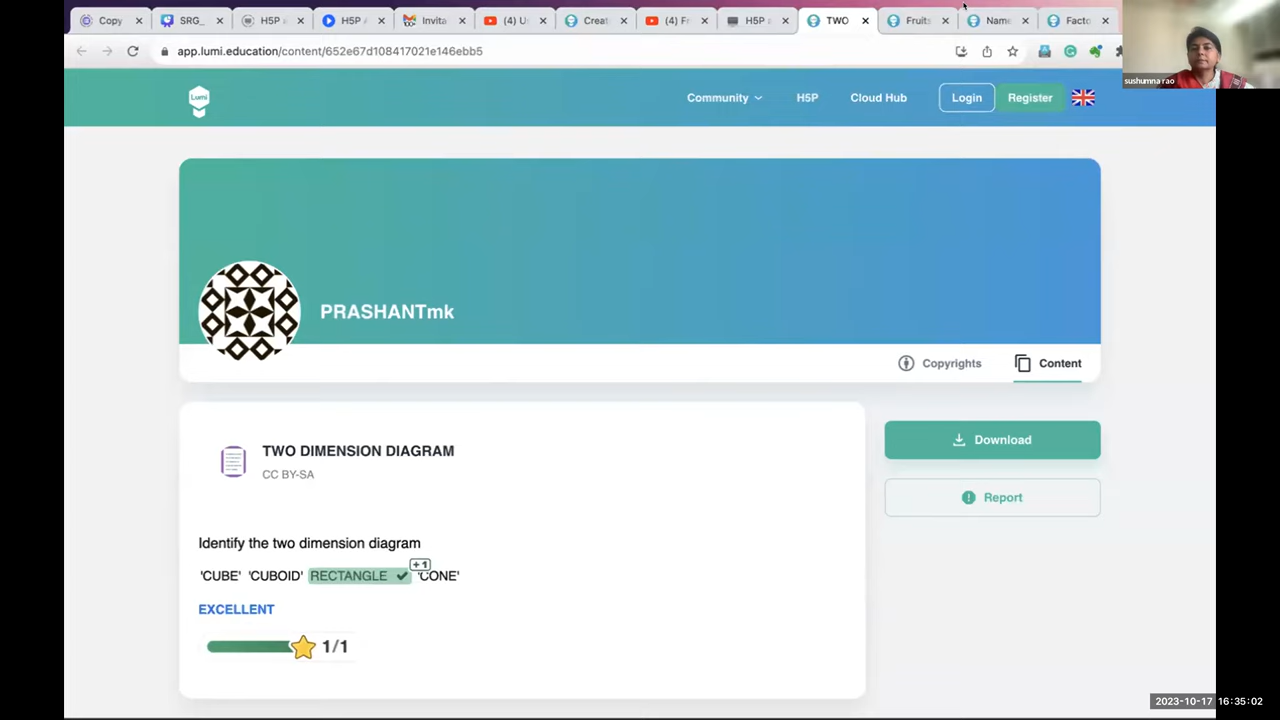 Copy
SRG_
H5P
H5P
Invita
(4) U
Creat
(4) F
H5P
TWO
Fruits
Name
Facto
app.lumi.education/content/652e67d108417021e146ebb5
sushumna rao
Lumi
Community
H5P
Cloud Hub
Login
Register
PRASHANTmk
Copyrights
Content
TWO DIMENSION DIAGRAM
CC BY-SA
Download
Report
Identify the two dimension diagram
+1
'CUBE' 'CUBOID' RECTANGLE 'CONE'
EXCELLENT
1/1
2023-10-17 16:35:02